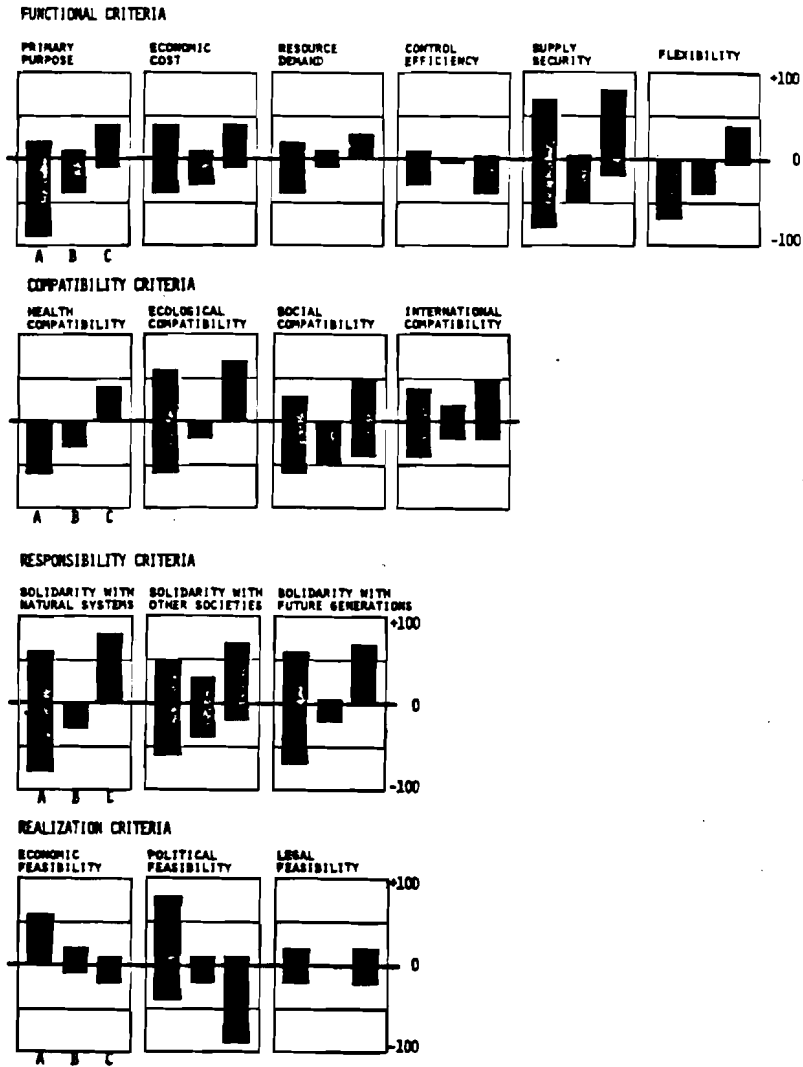 FUNCTIONAL CRITERIA
PRIMARY PURPOSE
ECONOMIC COST
RESOURCE DEMAND
CONTROL EFFICIENCY
SUPPLY SECURITY
FLEXIBILITY
+100
0
-100
A B C
COMPATIBILITY CRITERIA
HEALTH COMPATIBILITY
ECOLOGICAL COMPATIBILITY
SOCIAL COMPATIBILITY
INTERNATIONAL COMPATIBILITY
A B C
RESPONSIBILITY CRITERIA
SOLIDARITY WITH NATURAL SYSTEMS
SOLIDARITY WITH OTHER SOCIETIES
SOLIDARITY WITH FUTURE GENERATIONS
+100
0
-100
A B C
REALIZATION CRITERIA
ECONOMIC FEASIBILITY
POLITICAL FEASIBILITY
LEGAL FEASIBILITY
+100
0
-100
A B C